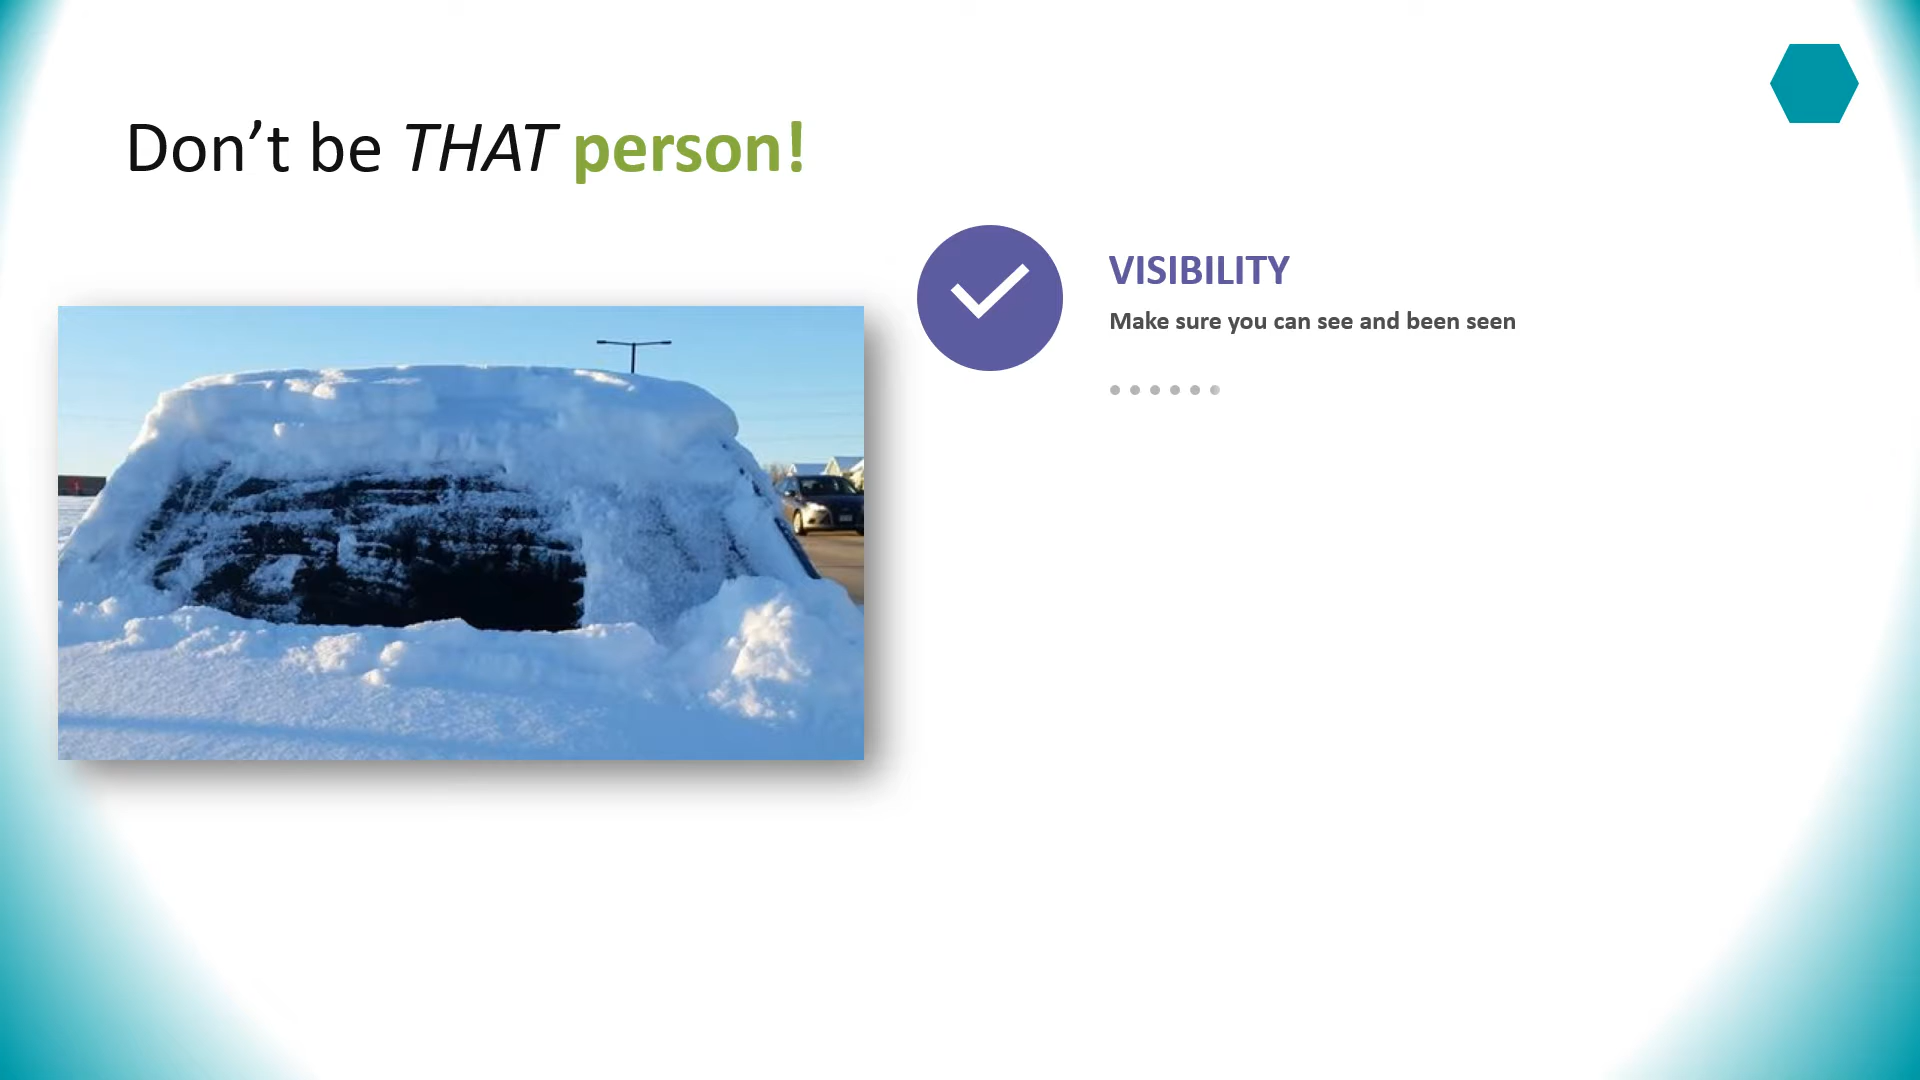 Don’t be THAT person!
VISIBILITY
Make sure you can see and been seen